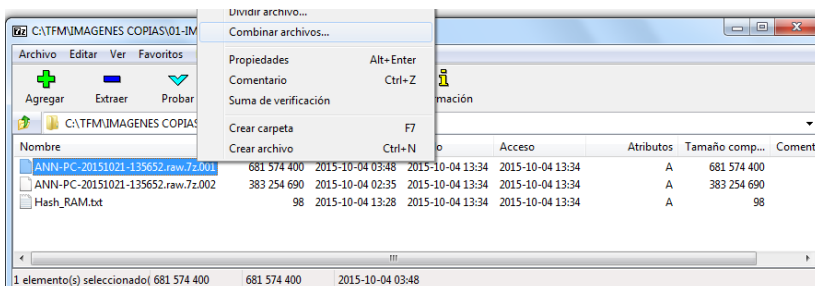 Dividir archivo...
C:\TFM\IMAGENES COPIAS\01-IM
Combinar archivos...
Archivo Editar Ver Favoritos
Propiedades Alt+Enter
Comentario Ctrl+Z
Agregar Extraer Probar Suma de verificación mación
C:\TFM\IMAGENES COPIAS
Crear carpeta F7
Crear archivo Ctrl+N
Nombre o Acceso Atributos Tamaño comp... Coment
ANN-PC-20151021-135652.raw.7z.001 681 574 400 2015-10-04 03:48 2015-10-04 13:34 2015-10-04 13:34 A 681 574 400
ANN-PC-20151021-135652.raw.7z.002 383 254 690 2015-10-04 02:35 2015-10-04 13:34 2015-10-04 13:34 A 383 254 690
Hash_RAM.txt 98 2015-10-04 13:28 2015-10-04 13:34 2015-10-04 13:34 A 98
1 elemento(s) seleccionado( 681 574 400 681 574 400 2015-10-04 03:48